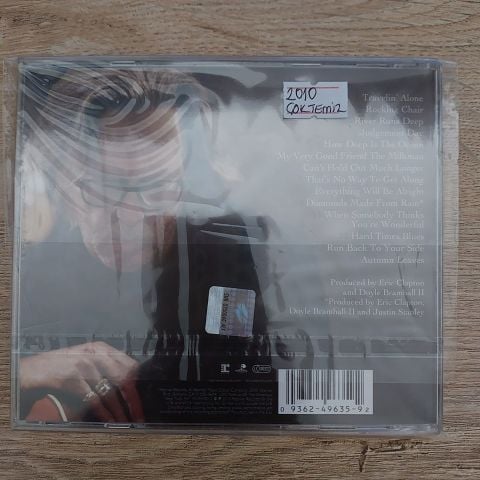 2010
ÇOK TEMİZ
Travelin' Alone
Rocking Chair
River Runs Deep
Judgement Day
How Deep Is The Ocean
My Very Good Friend The Milkman
Can't Hold Out Much Longer
That's No Way To Get Along
Everything Will Be Alright
Diamonds Made From Rain*
When Somebody Thinks
You're Wonderful
Hard Times Blues
Run Back To Your Side
Autumn Leaves
Produced by Eric Clapton
and Doyle Bramhall II
*Produced by Eric Clapton,
Doyle Bramhall II and Justin Stanley
0 9362-49635-9 2